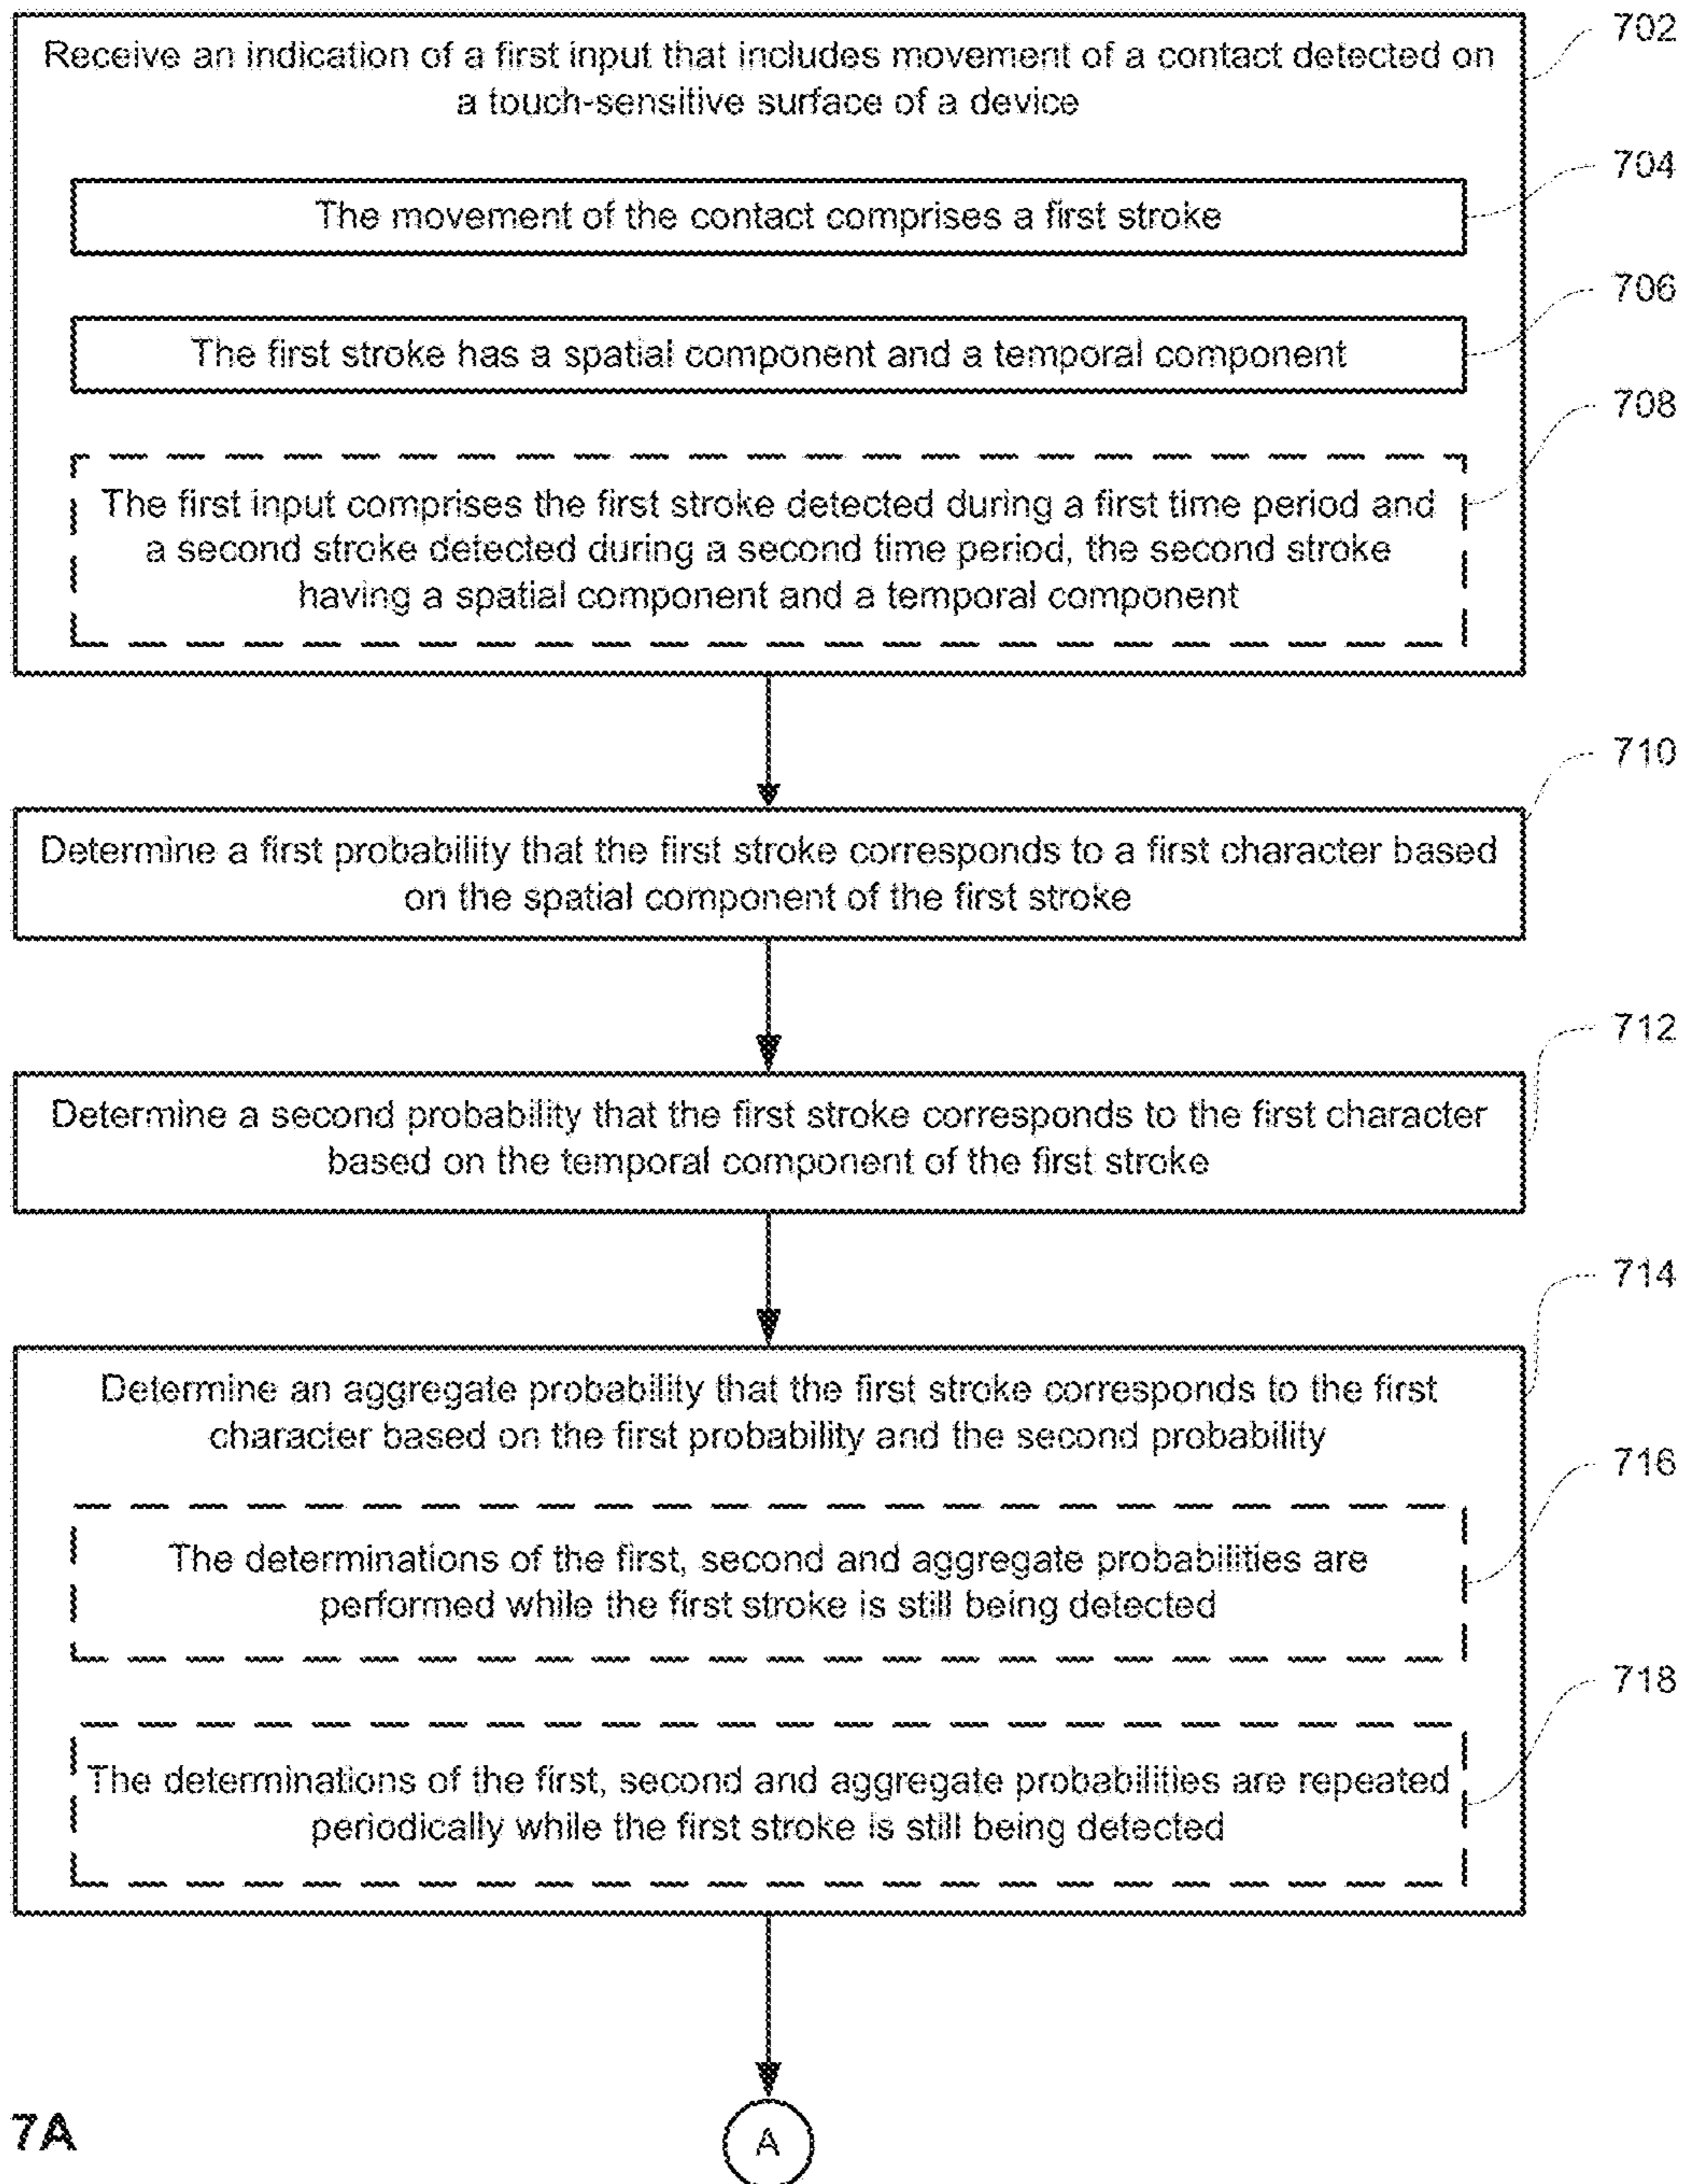 702
Receive an indication of a first input that includes movement of a contact detected on
a touch-sensitive surface of a device
704
The movement of the contact comprises a first stroke
706
The first stroke has a spatial component and a temporal component
708
The first input comprises the first stroke detected during a first time period and
a second stroke detected during a second time period, the second stroke
having a spatial component and a temporal component
710
Determine a first probability that the first stroke corresponds to a first character based
on the spatial component of the first stroke
712
Determine a second probability that the first stroke corresponds to the first character
based on the temporal component of the first stroke
714
Determine an aggregate probability that the first stroke corresponds to the first
character based on the first probability and the second probability
716
The determinations of the first, second and aggregate probabilities are
performed while the first stroke is still being detected
718
The determinations of the first, second and aggregate probabilities are repeated
periodically while the first stroke is still being detected
7A
A